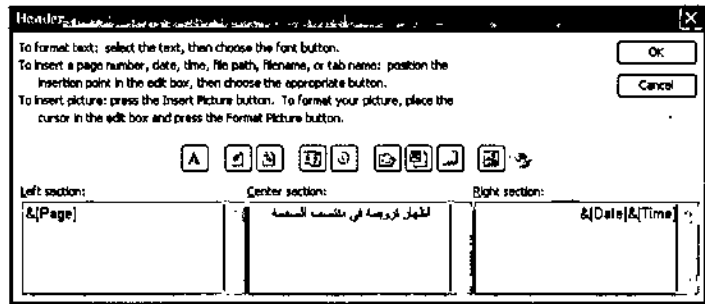 Header
To format text: select the text, then choose the font button.
To insert a page number, date, time, file path, filename, or tab name: position the
insertion point in the edit box, then choose the appropriate button.
To insert picture: press the Insert Picture button. To format your picture, place the
cursor in the edit box and press the Format Picture button.
OK
Cancel
A
Left section:
Center section:
Right section:
&[Page]
في منتصف الصفحة
&[Date]&[Time]